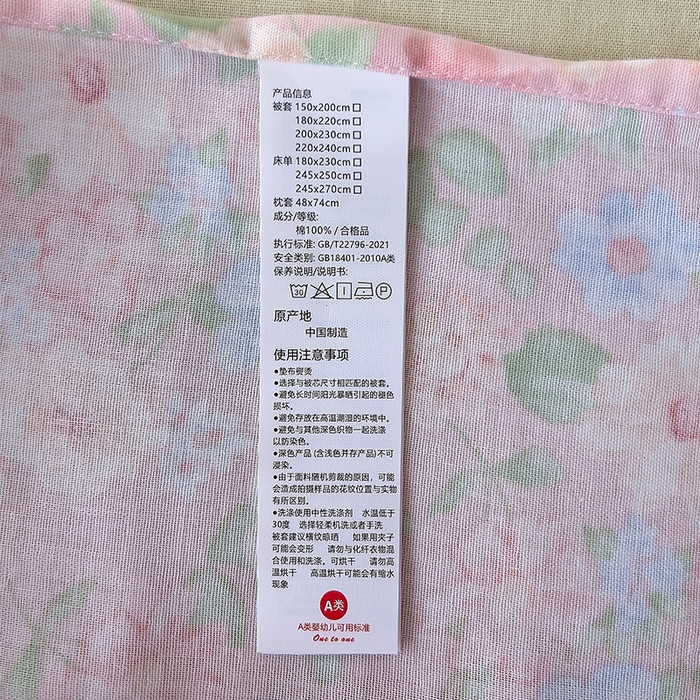 产品信息
被套 150x200cm□
180x220cm□
200x230cm□
220x240cm□
床单 180x230cm□
245x250cm□
245x270cm□
枕套 48x74cm
成分/等级:
棉100% / 合格品
执行标准: GB/T22796-2021
安全类别: GB18401-2010A类
保养说明/说明书:
30 P
原产地
中国制造
使用注意事项
●垫布熨烫
●选择与被芯尺寸相匹配的被套。
●避免长时间阳光暴晒引起的褪色
损坏。
●避免存放在高温潮湿的环境中。
●避免与其他深色织物一起洗涤
以防染色。
●深色产品 (含浅色并存产品) 不可
浸染。
●由于面料随机剪裁的原因，可能
会造成拍摄样品的花纹位置与实物
有所区别。
●洗涤使用中性洗涤剂 水温低于
30度 选择轻柔机洗或者手洗
被套建议横纹晾晒 如果用夹子
可能会变形 请勿与化纤衣物混
合使用和洗涤。可烘干 请勿高
温烘干 高温烘干可能会有缩水
现象
A类
A类婴幼儿可用标准
One to one